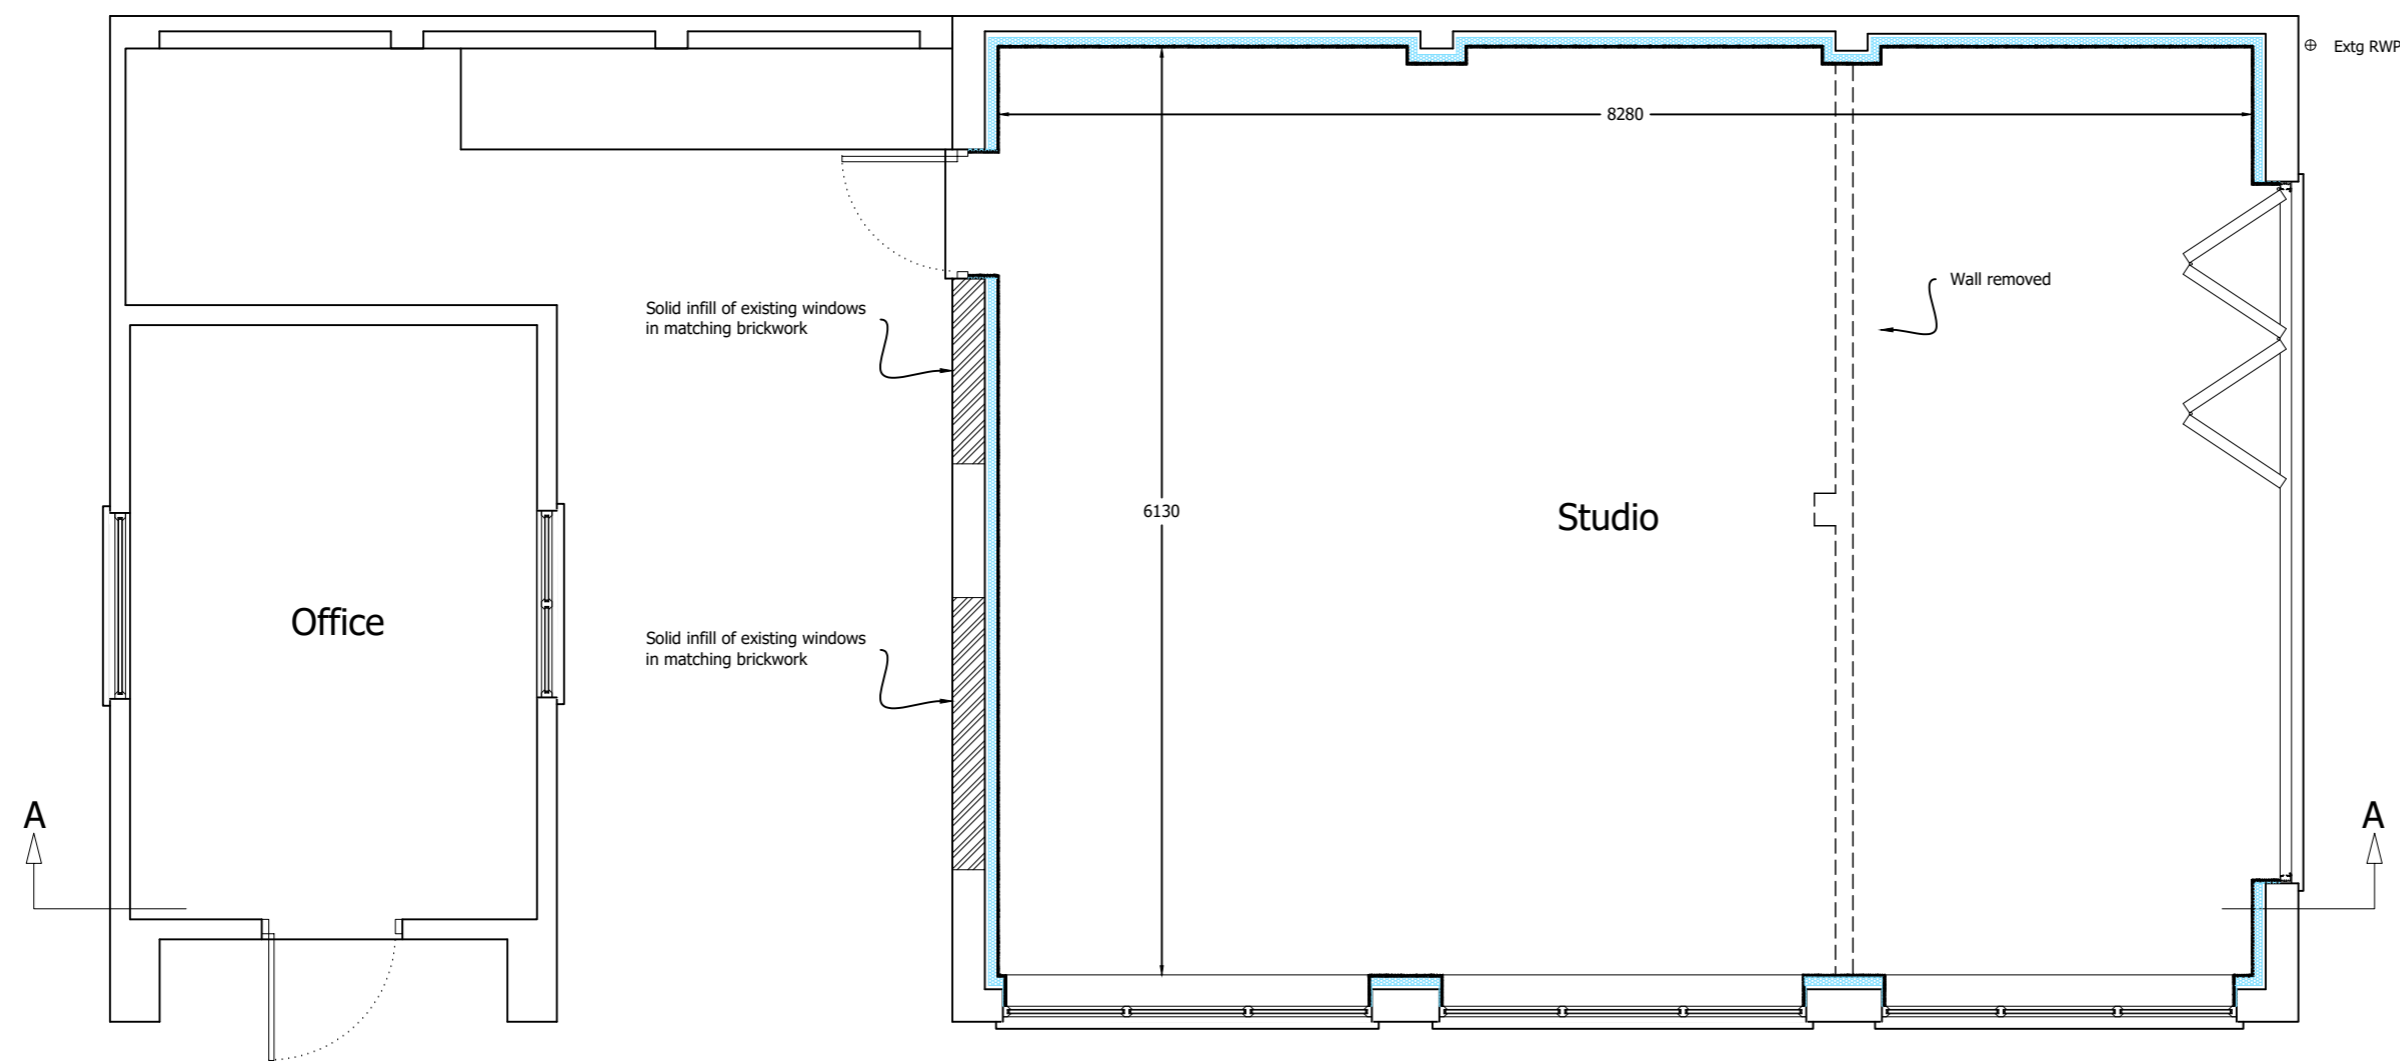 Extg RWP
8280
Wall removed
Solid infill of existing windows
in matching brickwork
6130
Studio
Office
Solid infill of existing windows
in matching brickwork
A
A